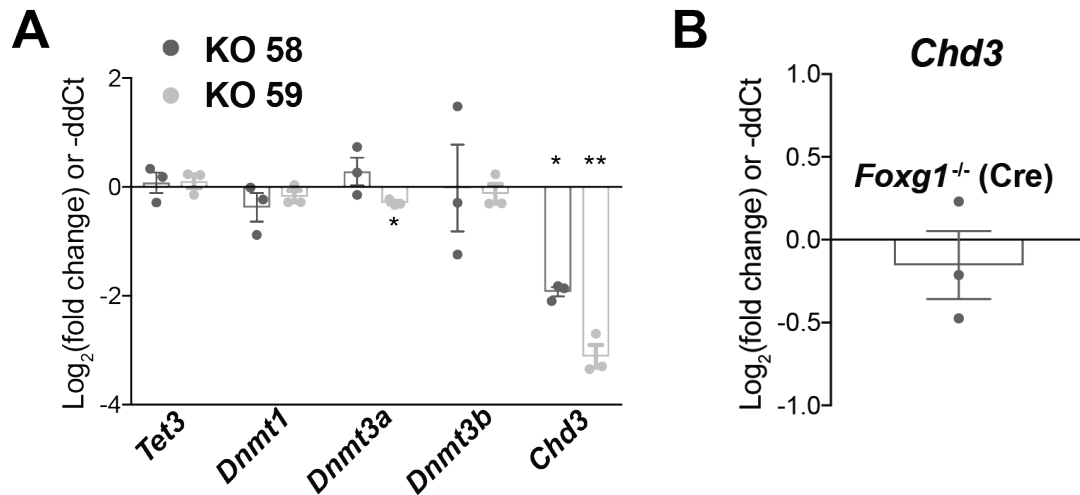 A
KO 58
KO 59
Log2(fold change) or -ddCt
2
0
-2
-4
*
*
**
Tet3
Dnmt1
Dnmt3a
Dnmt3b
Chd3
B
Chd3
Log2(fold change) or -ddCt
1.0
0.5
0.0
-0.5
-1.0
Foxg1-/- (Cre)